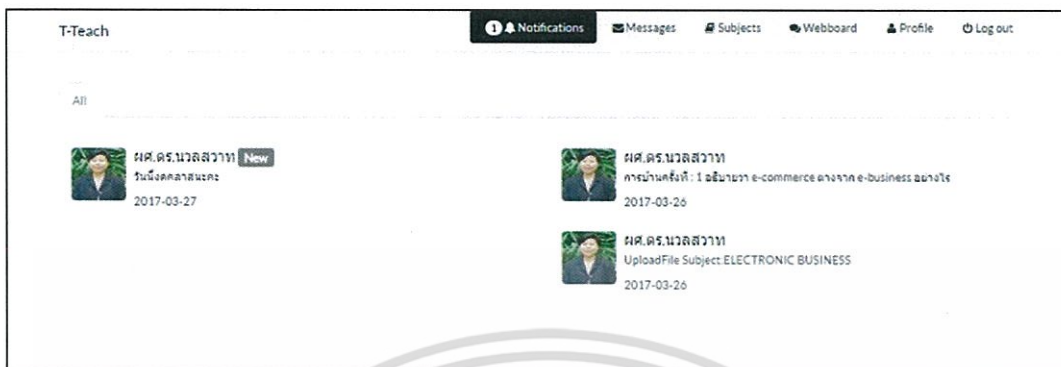 T-Teach
1 Notifications Messages Subjects Webboard Profile Log out
All
ผศ.ดร.นวลสวาท New
วันนี้งดคลาสนะคะ
2017-03-27
ผศ.ดร.นวลสวาท
การบ้านครั้งที่ : 1 อธิบายว่า e-commerce ต่างจาก e-business อย่างไร
2017-03-26
ผศ.ดร.นวลสวาท
UploadFile Subject:ELECTRONIC BUSINESS
2017-03-26